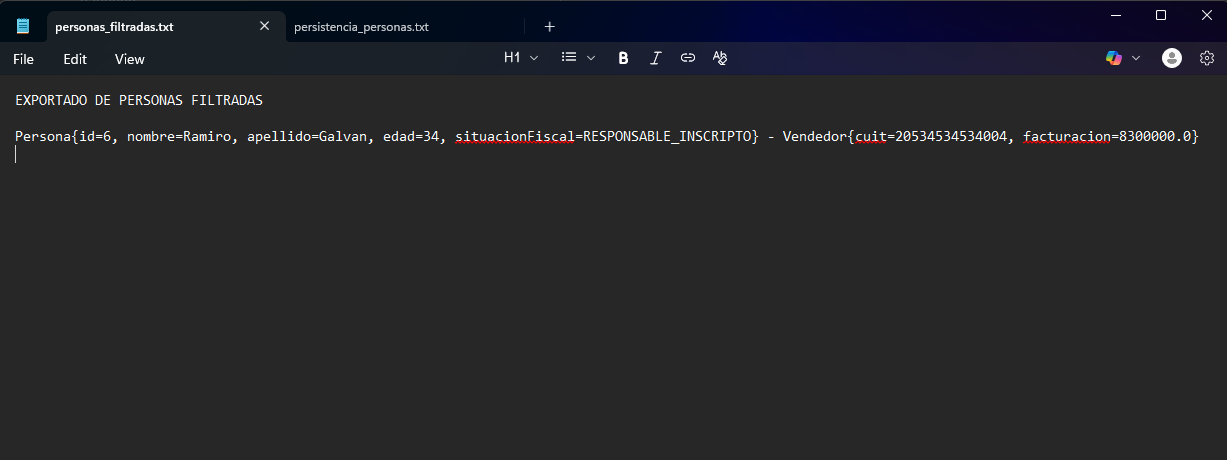 personas_filtradas.txt
persistencia_personas.txt
File Edit View
H1
B I
EXPORTADO DE PERSONAS FILTRADAS
Persona{id=6, nombre=Ramiro, apellido=Galvan, edad=34, situacionFiscal=RESPONSABLE_INSCRIPTO} - Vendedor{cuit=20534534534004, facturacion=8300000.0}